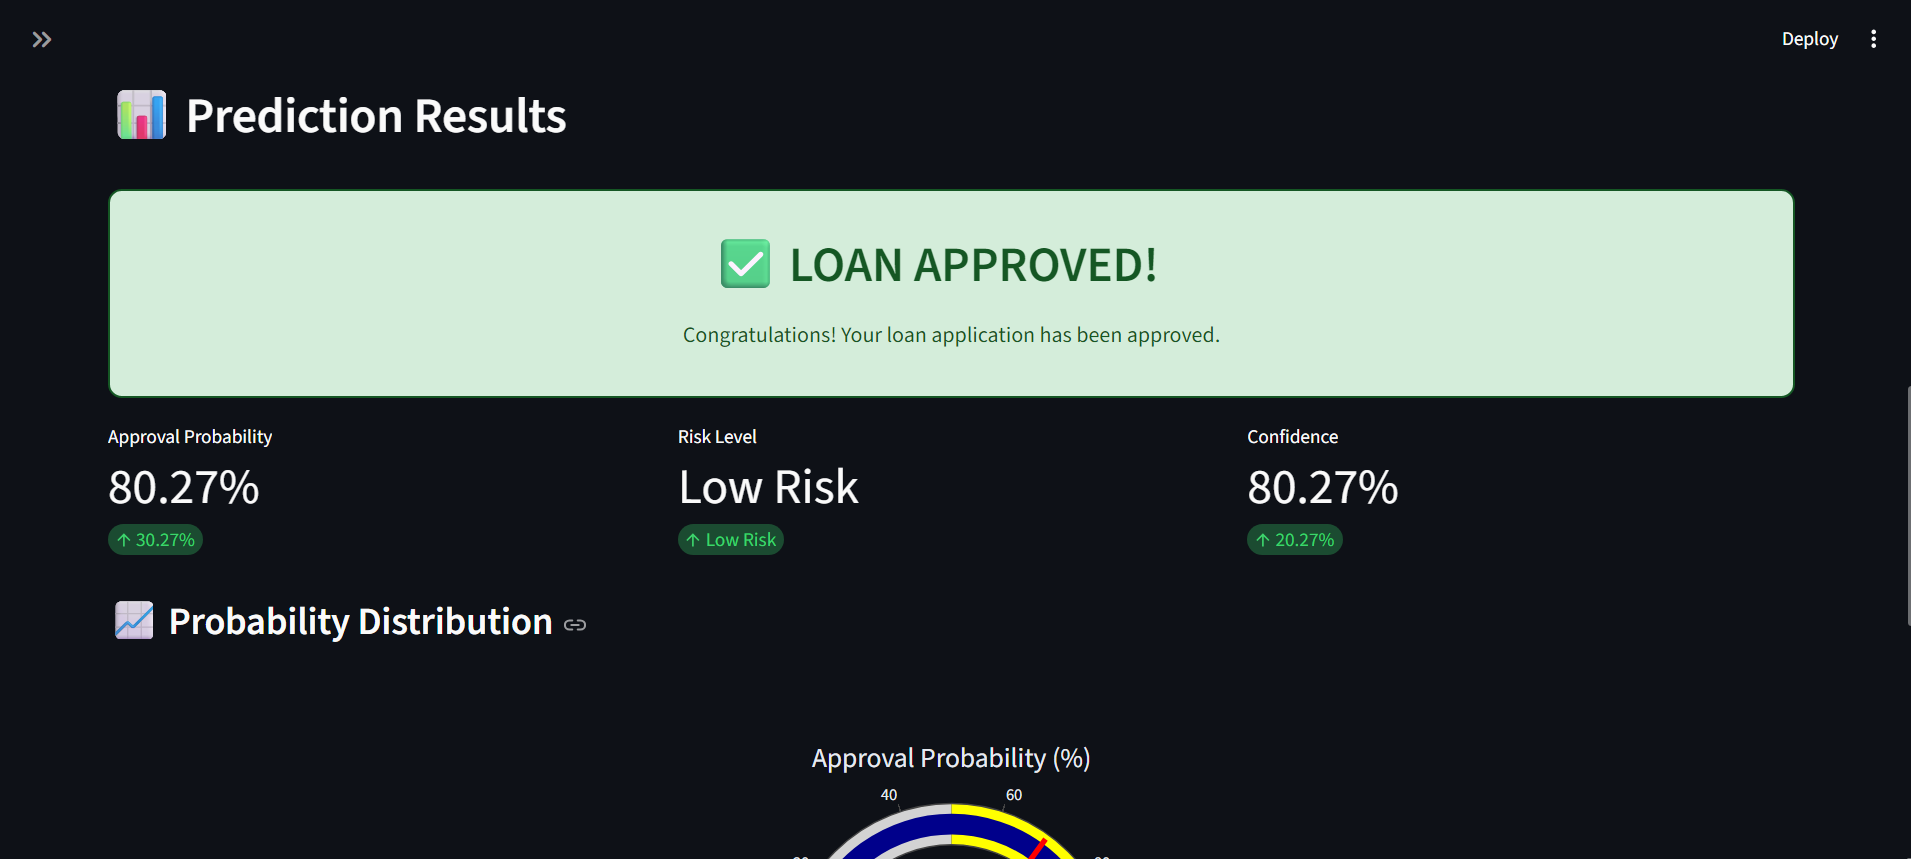 Deploy
Prediction Results
LOAN APPROVED!
Congratulations! Your loan application has been approved.
Approval Probability
80.27%
↑ 30.27%
Risk Level
Low Risk
↑ Low Risk
Confidence
80.27%
↑ 20.27%
Probability Distribution
Approval Probability (%)
40
60